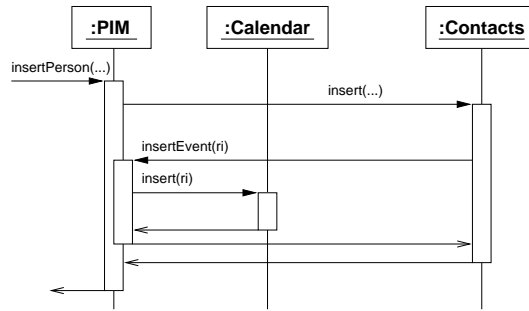 :PIM
:Calendar
:Contacts
insertPerson(...)
insert(...)
insertEvent(ri)
insert(ri)